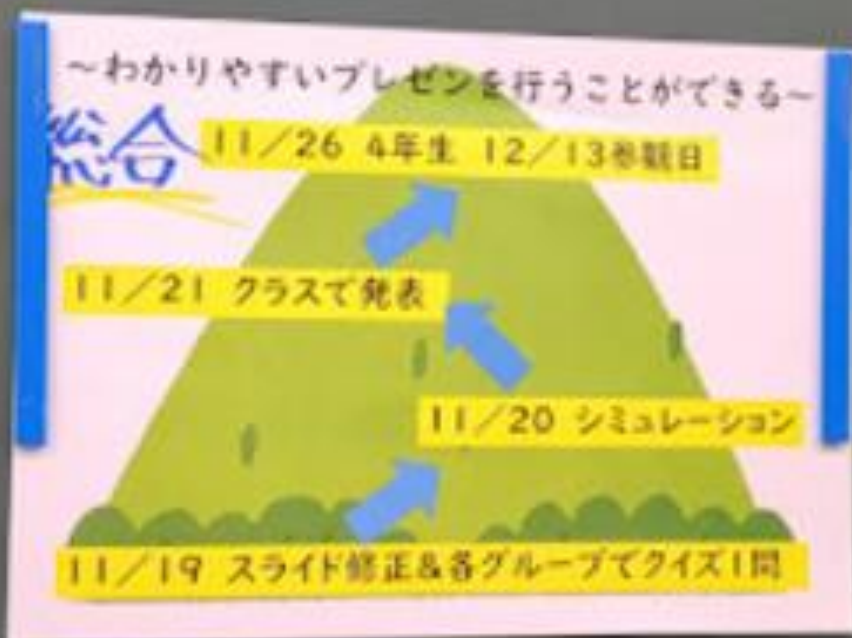 ～わかりやすいプレゼンを行うことができる～
総合
11/26 4年生 12/13参観日
11/21 クラスで発表
11/20 シミュレーション
11/19 スライド修正&各グループでクイズ1問